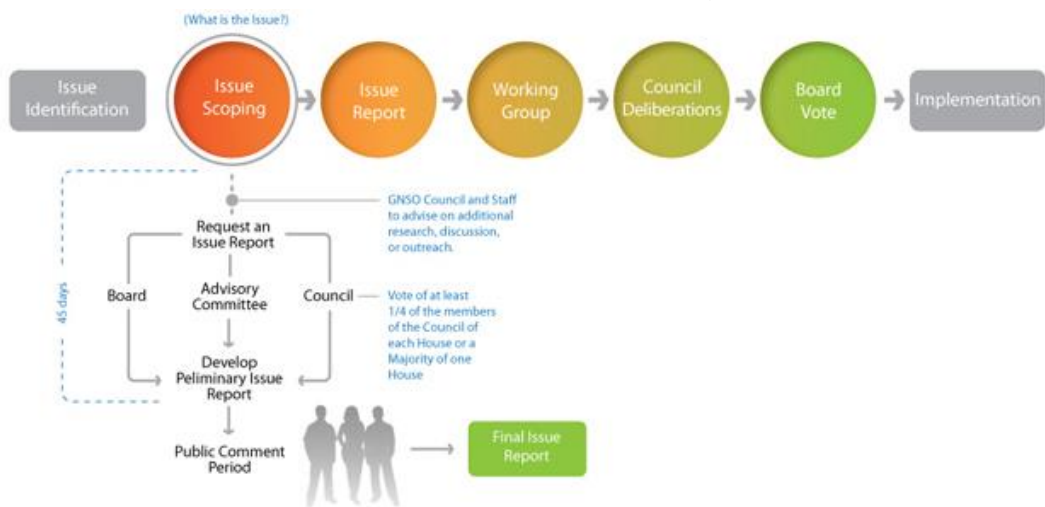 (What is the Issue?)
Issue
Identification
Issue
Scoping
Issue
Report
Working
Group
Council
Deliberations
Board
Vote
Implementation
GNSO Council and Staff
to advise on additional
research, discussion,
or outreach.
Request an
Issue Report
45 days
Board
Advisory
Committee
Council
Vote of at least
1/4 of the members
of the Council of
each House or a
Majority of one
House
Develop
Peliminary Issue
Report
Public Comment
Period
Final Issue
Report